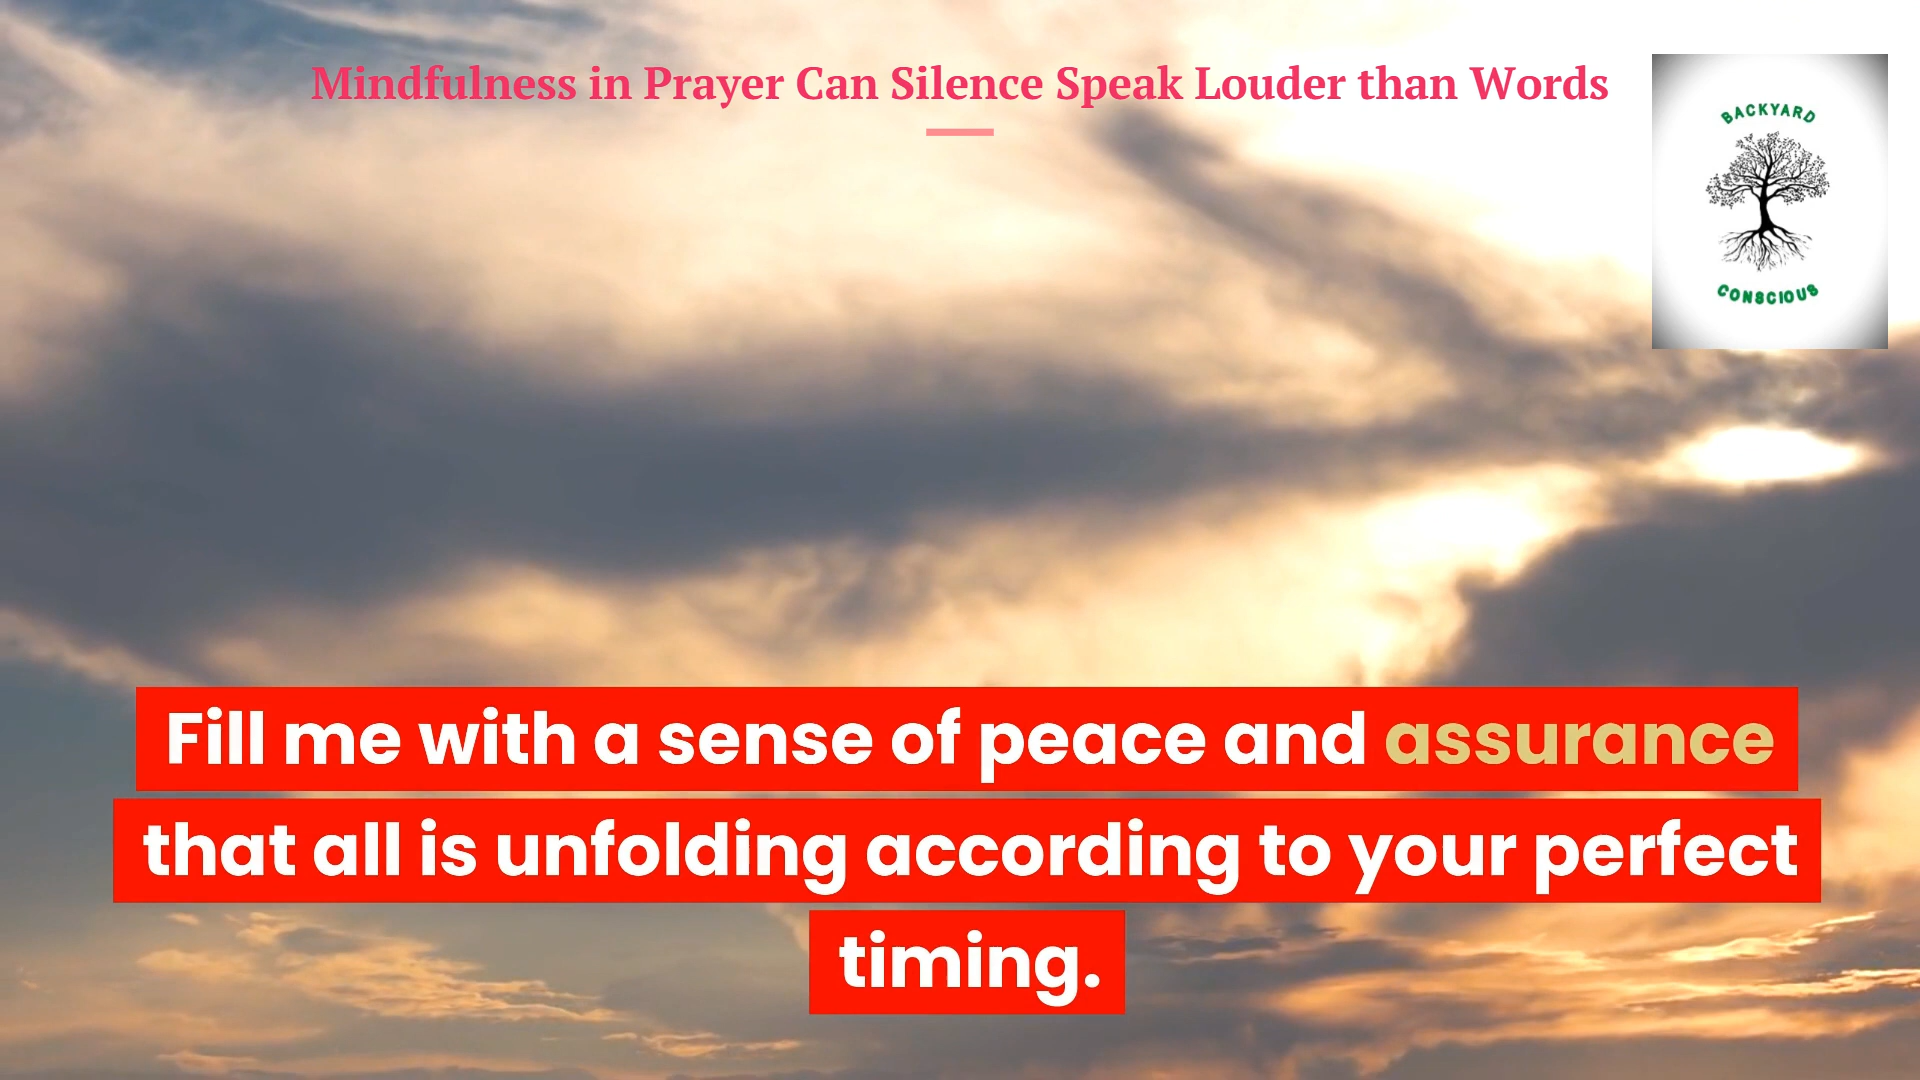 Mindfulness in Prayer Can Silence Speak Louder than Words
BACKYARD
CONSCIOUS
Fill me with a sense of peace and assurance
that all is unfolding according to your perfect
timing.